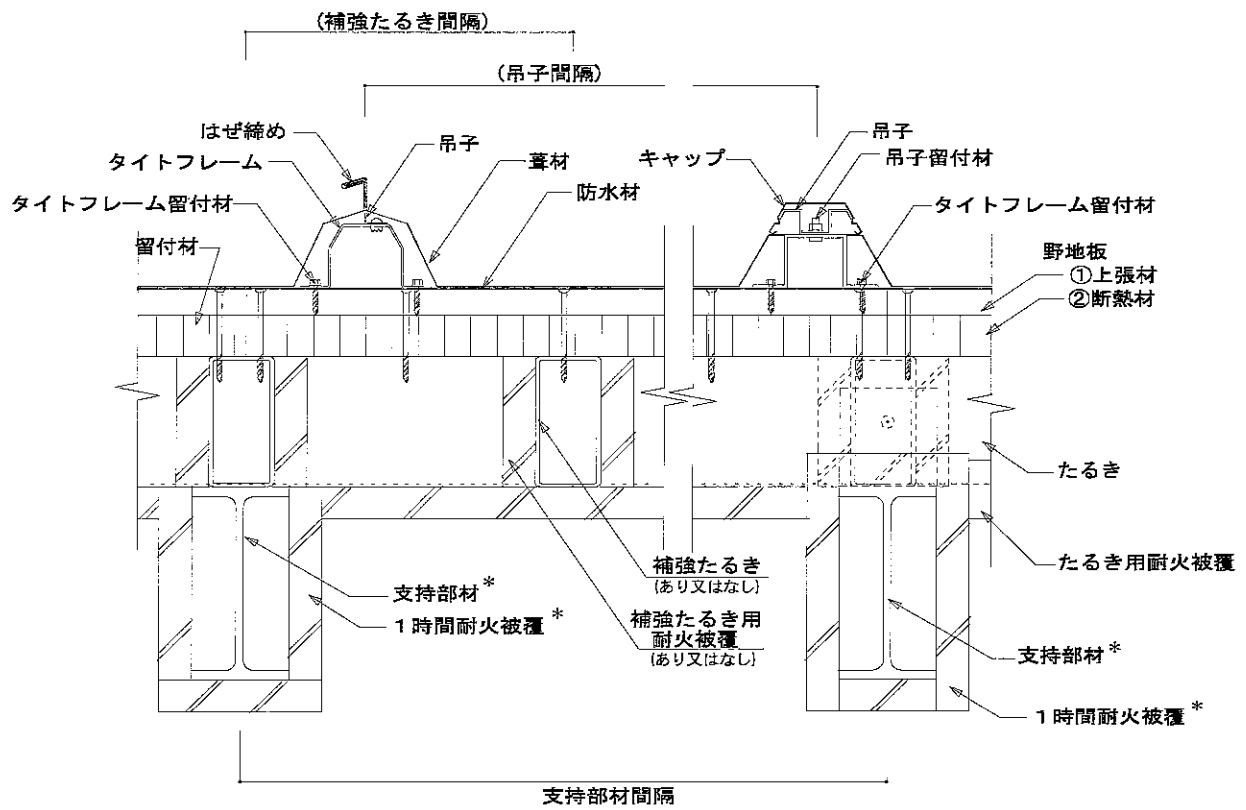 (補強たるき間隔)
(吊子間隔)
はぜ締め
吊子
タイトフレーム
葺材
防水材
タイトフレーム留付材
留付材
吊子
キャップ
吊子留付材
タイトフレーム留付材
野地板
①上張材
②断熱材
たるき
たるき用耐火被覆
補強たるき
(あり又はなし)
支持部材*
1時間耐火被覆*
補強たるき用
耐火被覆
(あり又はなし)
支持部材*
1時間耐火被覆*
支持部材間隔